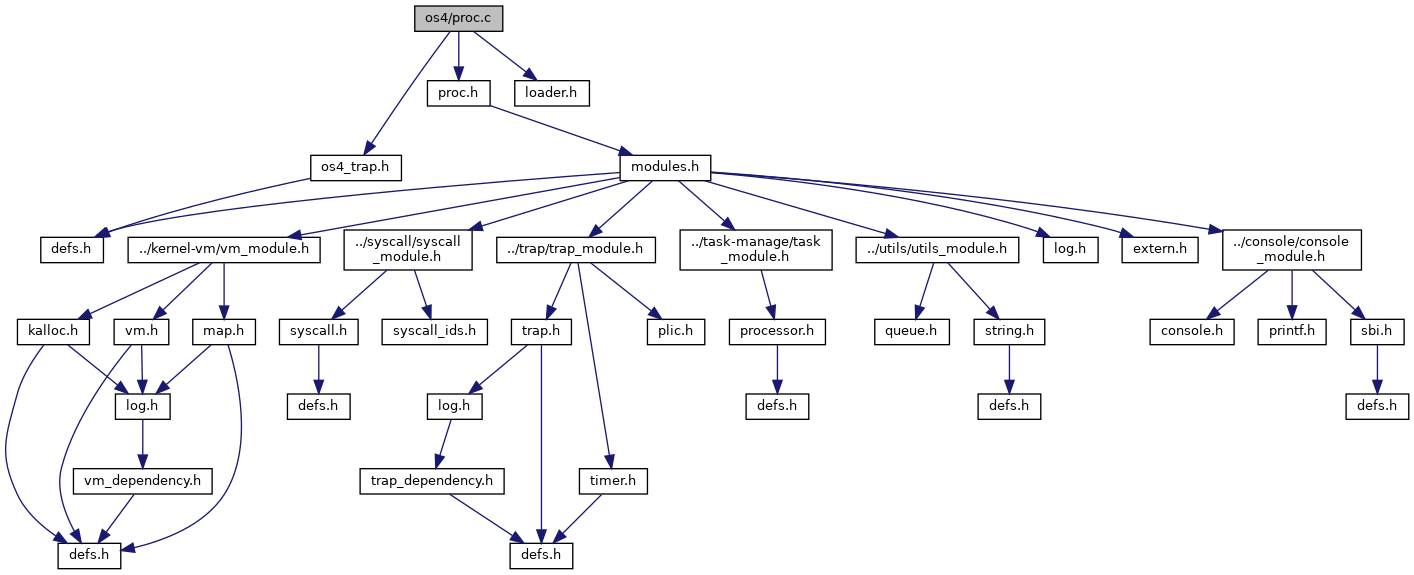 os4/proc.c
proc.h
loader.h
os4_trap.h
modules.h
defs.h
../kernel-vm/vm_module.h
../syscall/syscall
_module.h
../trap/trap_module.h
../task-manage/task
_module.h
../utils/utils_module.h
log.h
extern.h
../console/console
_module.h
kalloc.h
vm.h
map.h
syscall.h
syscall_ids.h
trap.h
plic.h
processor.h
queue.h
string.h
console.h
printf.h
sbi.h
log.h
defs.h
log.h
defs.h
defs.h
defs.h
vm_dependency.h
trap_dependency.h
timer.h
defs.h
defs.h